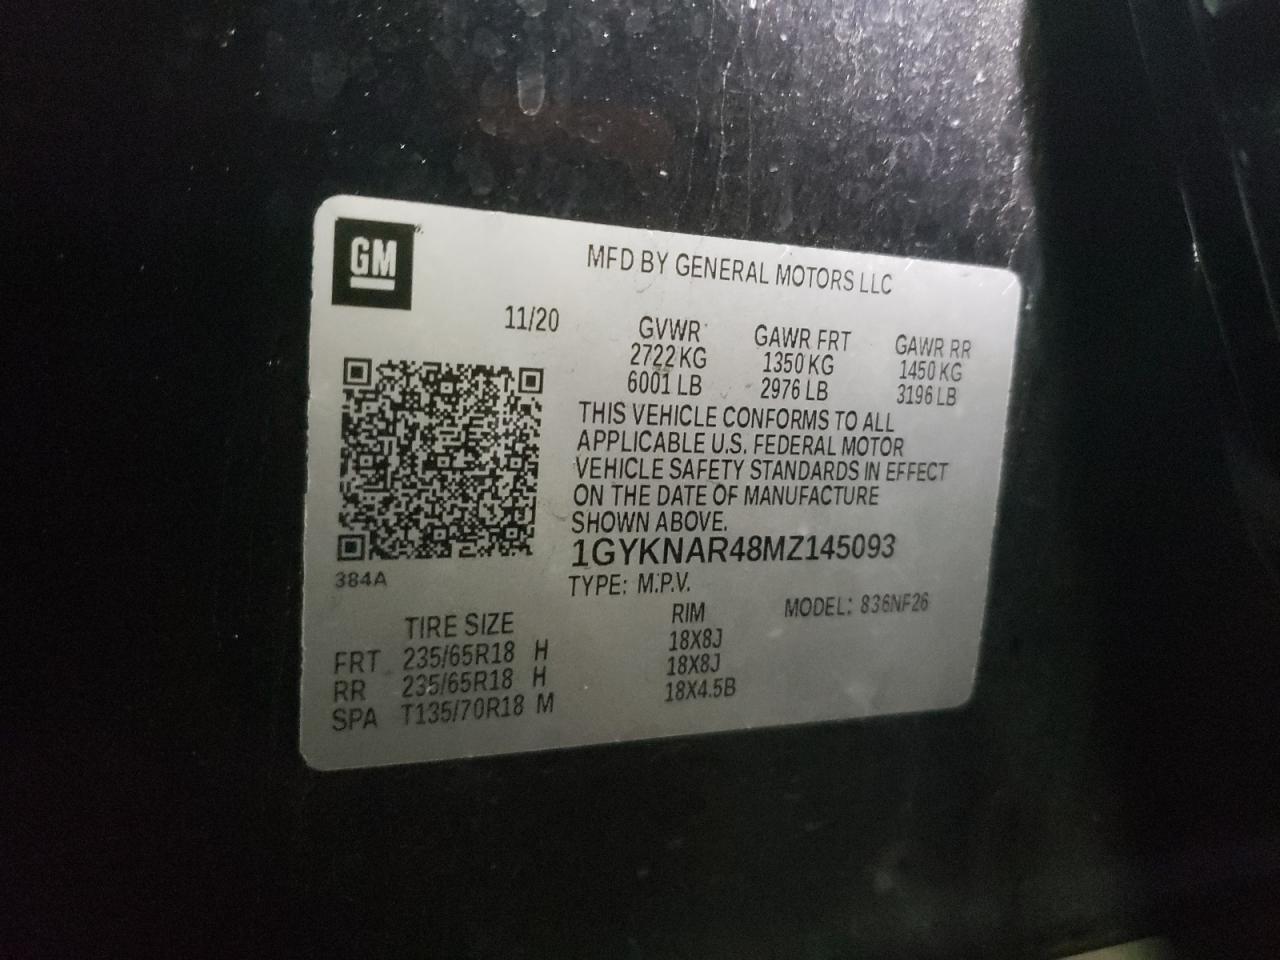 GM
MFD BY GENERAL MOTORS LLC
11/20
GVWR GAWR FRT GAWR RR
2722 KG 1350 KG 1450 KG
6001 LB 2976 LB 3196 LB
THIS VEHICLE CONFORMS TO ALL
APPLICABLE U.S. FEDERAL MOTOR
VEHICLE SAFETY STANDARDS IN EFFECT
ON THE DATE OF MANUFACTURE
SHOWN ABOVE.
1GYKNAR48MZ145093
384A
TYPE: M.P.V.
MODEL: 836NF26
TIRE SIZE RIM
FRT 235/65R18 H 18X8J
RR 235/65R18 H 18X8J
SPA T135/70R18 M 18X4.5B